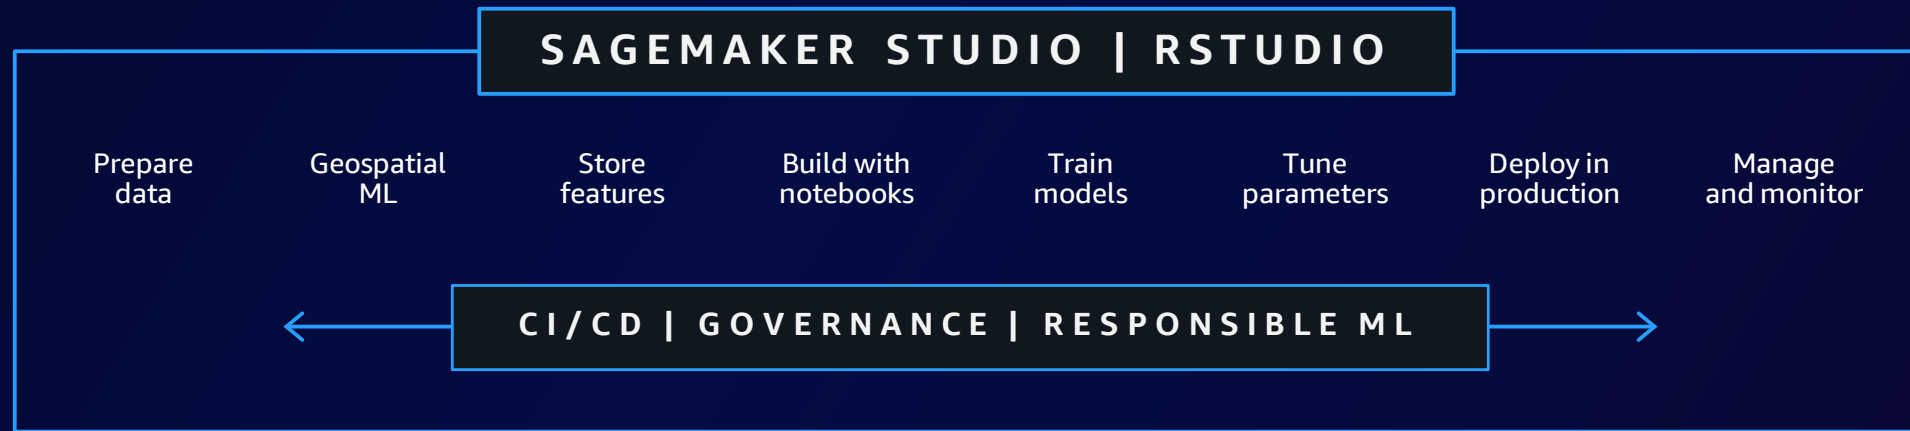 SAGEMAKER STUDIO | RSTUDIO
Prepare
data
Geospatial
ML
Store
features
Build with
notebooks
Train
models
Tune
parameters
Deploy in
production
Manage
and monitor
CI/CD | GOVERNANCE | RESPONSIBLE ML